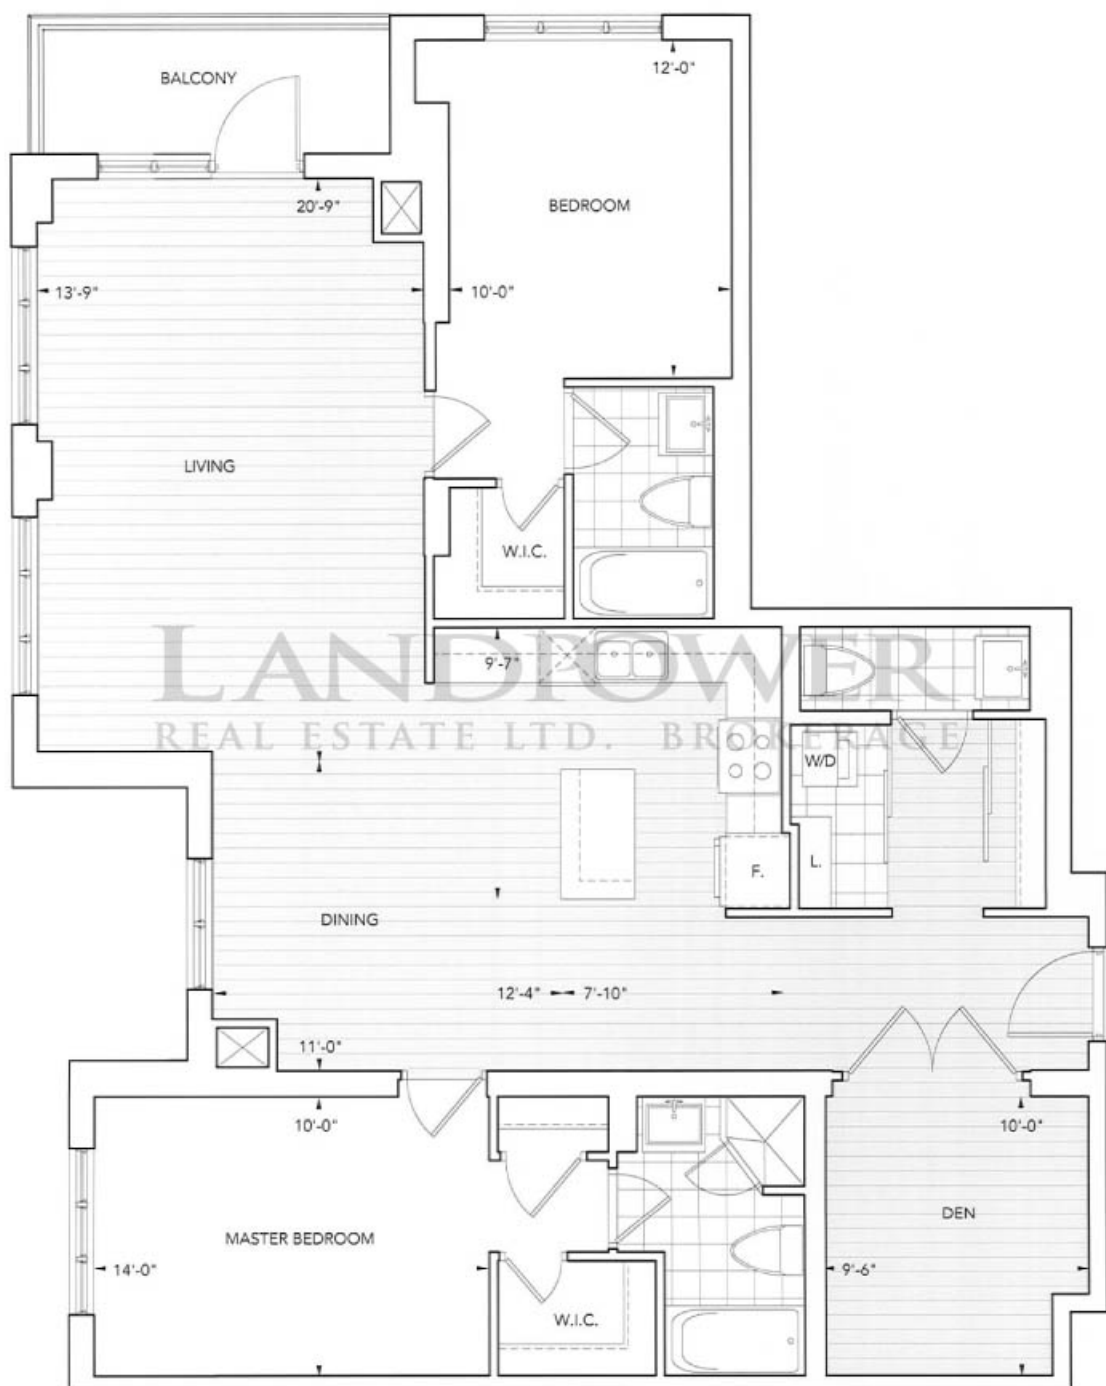 BALCONY
12'-0"
20'-9"
BEDROOM
13'-9"
10'-0"
LIVING
W.I.C.
9'-7"
LANDPOWER
REAL ESTATE LTD. BROKERAGE
W/D
F.
L.
DINING
12'-4"
7'-10"
11'-0"
10'-0"
10'-0"
DEN
MASTER BEDROOM
14'-0"
9'-6"
W.I.C.